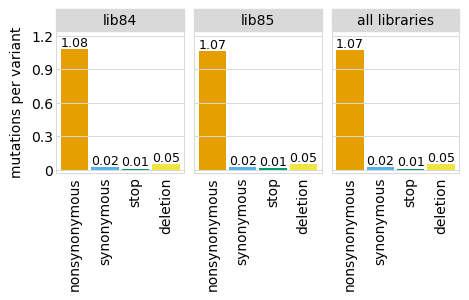 lib84 lib85 all libraries
mutations per variant
1.2
0.9
0.6
0.3
0
1.08 0.02 0.01 0.05
1.07 0.02 0.01 0.05
1.07 0.02 0.01 0.05
nonsynonymous synonymous stop deletion
nonsynonymous synonymous stop deletion
nonsynonymous synonymous stop deletion